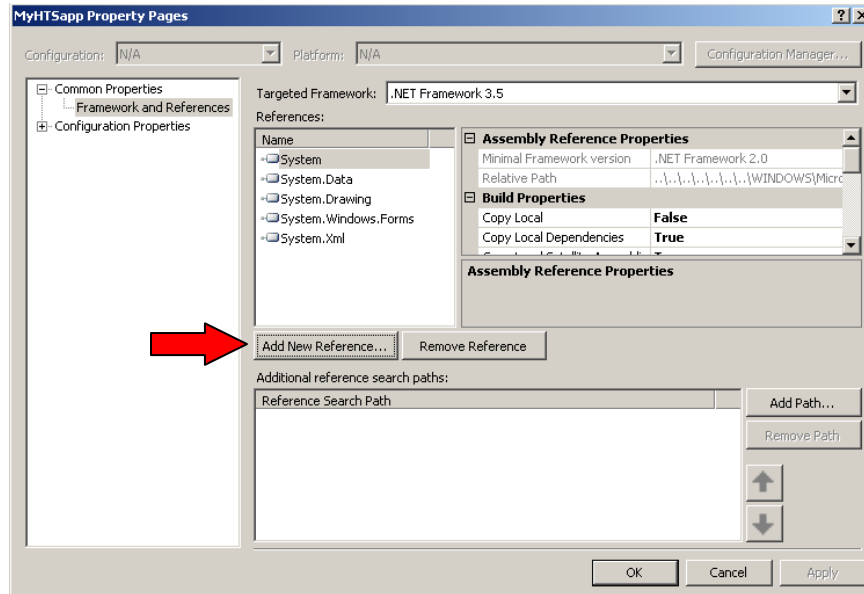 MyHTSapp Property Pages
Configuration: N/A Platform: N/A Configuration Manager...
Common Properties
Framework and References
Configuration Properties
Targeted Framework: .NET Framework 3.5
References:
Name
System
System.Data
System.Drawing
System.Windows.Forms
System.Xml
Assembly Reference Properties
Minimal Framework version .NET Framework 2.0
Relative Path ..\..\..\..\..\..\WINDOWS\Micro
Build Properties
Copy Local False
Copy Local Dependencies True
Assembly Reference Properties
Add New Reference... Remove Reference
Additional reference search paths:
Reference Search Path
Add Path...
Remove Path
OK Cancel Apply